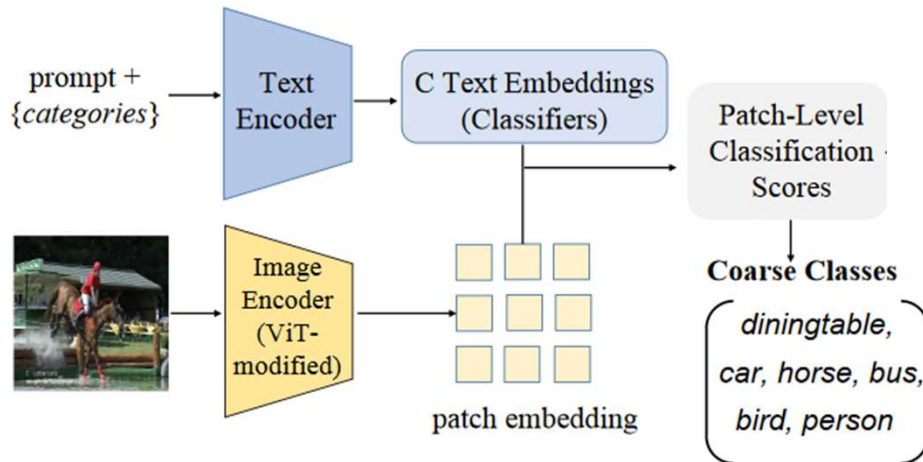 prompt +
{categories}
Text
Encoder
C Text Embeddings
(Classifiers)
Patch-Level
Classification
Scores
Image
Encoder
(ViT-
modified)
patch embedding
Coarse Classes
diningtable,
car, horse, bus,
bird, person